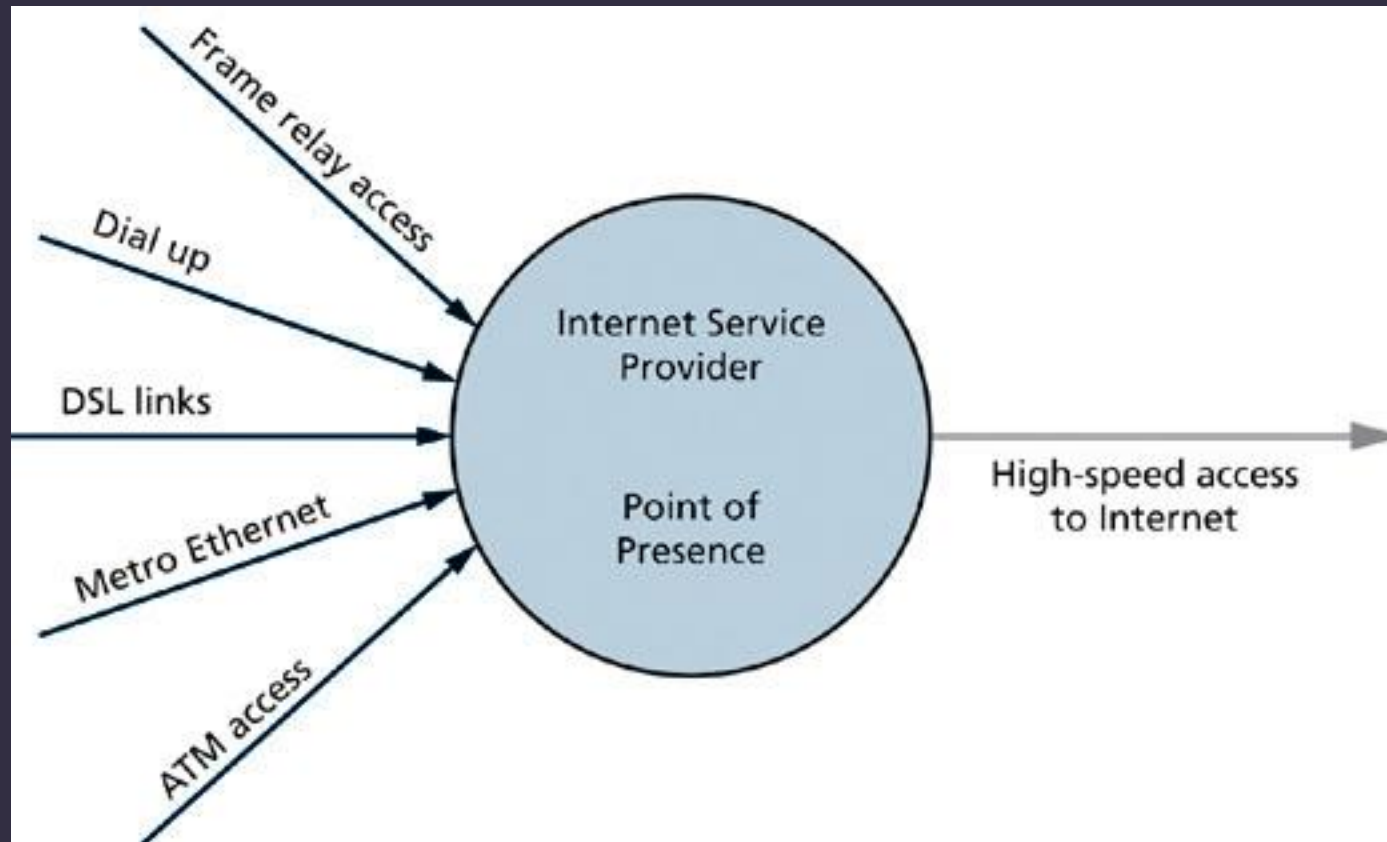 Frame relay access
Dial up
DSL links
Metro Ethernet
ATM access
Internet Service
Provider
Point of
Presence
High-speed access
to Internet